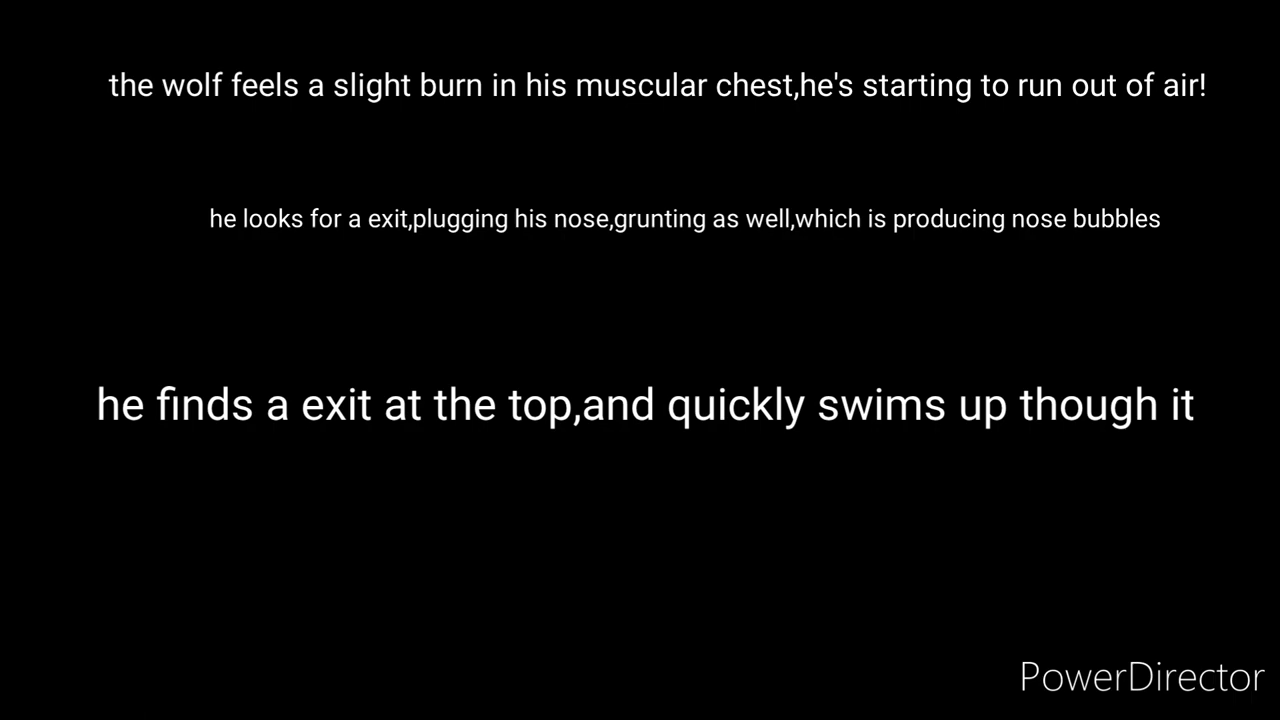 the wolf feels a slight burn in his muscular chest,he's starting to run out of air!
he looks for a exit,plugging his nose,grunting as well,which is producing nose bubbles
he finds a exit at the top,and quickly swims up though it
PowerDirector